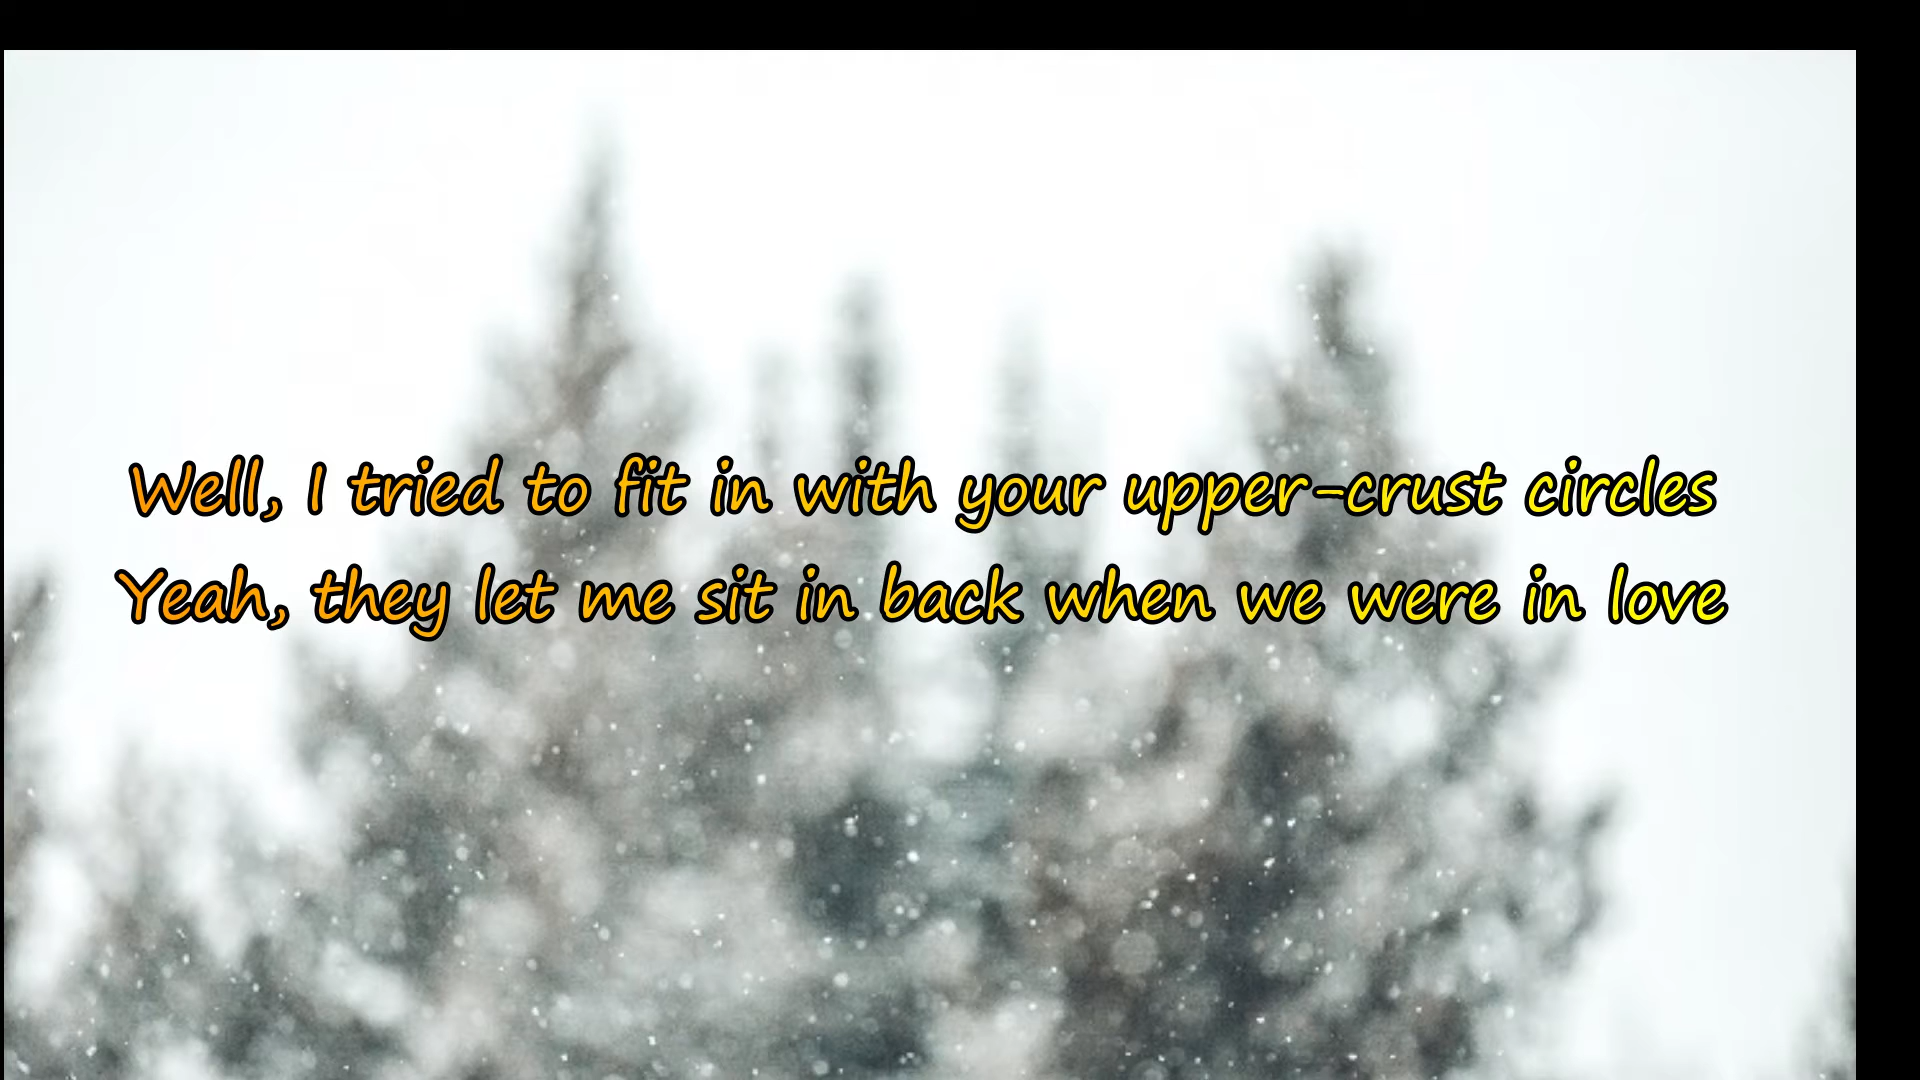 Well, I tried to fit in with your upper-crust circles
Yeah, they let me sit in back when we were in love